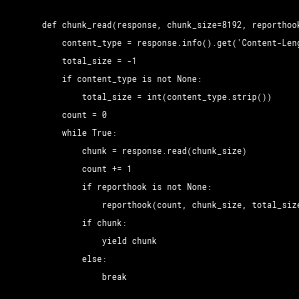 def chunk_read(response, chunk_size=8192, reporthook
content_type = response.info().get('Content-Leng
total_size = -1
if content_type is not None:
total_size = int(content_type.strip())
count = 0
while True:
chunk = response.read(chunk_size)
count += 1
if reporthook is not None:
reporthook(count, chunk_size, total_size
if chunk:
yield chunk
else:
break